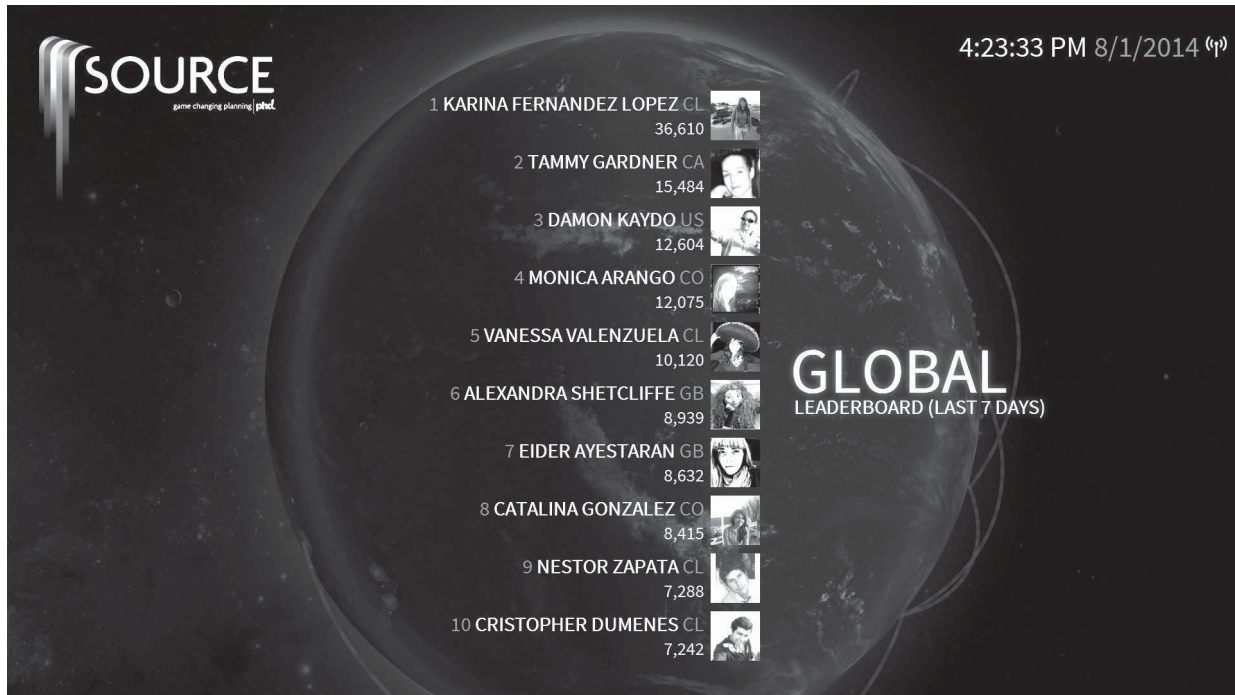 SOURCE
game changing planning | phd.
4:23:33 PM 8/1/2014
1 KARINA FERNANDEZ LOPEZ CL
36,610
2 TAMMY GARDNER CA
15,484
3 DAMON KAYDO US
12,604
4 MONICA ARANGO CO
12,075
5 VANESSA VALENZUELA CL
10,120
6 ALEXANDRA SHETCLIFFE GB
8,939
7 EIDER AYESTARAN GB
8,632
8 CATALINA GONZALEZ CO
8,415
9 NESTOR ZAPATA CL
7,288
10 CRISTOPHER DUMENES CL
7,242
GLOBAL
LEADERBOARD (LAST 7 DAYS)